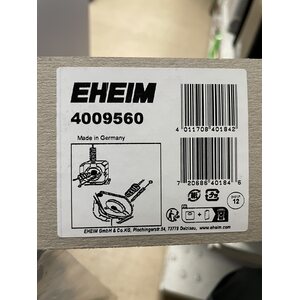 EHEIM
4009560
Made in Germany
4 011708 401842
7 20686 40184 6
12
EHEIM GmbH & Co. KG, Plochingerstr. 54, 73779 Deizisau, www.eheim.com